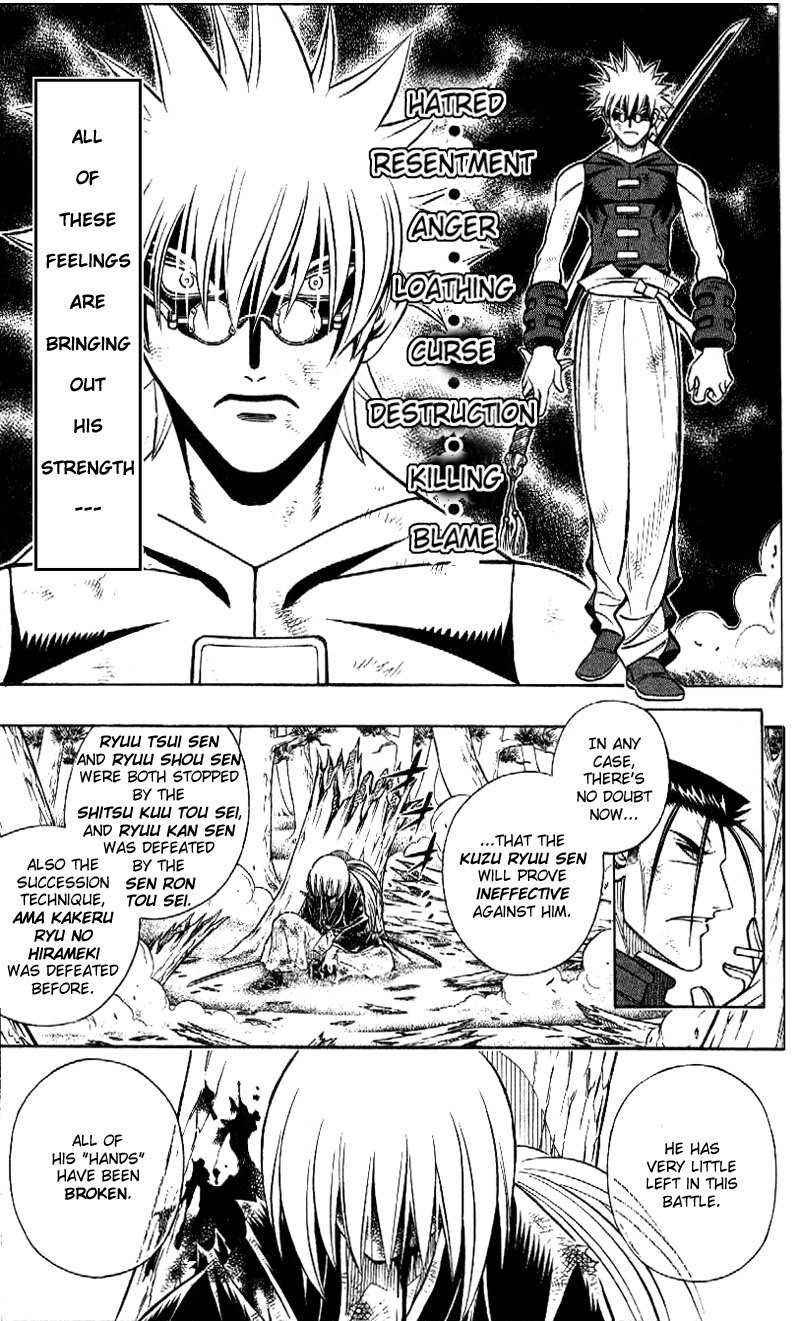 HATRED
RESENTMENT
ANGER
LOATHING
CURSE
DESTRUCTION
KILLING
BLAME
ALL
OF
THESE
FEELINGS
ARE
BRINGING
OUT
HIS
STRENGTH
---
IN ANY
CASE,
THERE'S
NO DOUBT
NOW...
...THAT THE
KUZU RYUU SEN
WILL PROVE
INEFFECTIVE
AGAINST HIM.
RYUU TSUI SEN
AND RYUU SHOU SEN
WERE BOTH STOPPED
BY THE
SHITSU KUU TOU SEI,
AND RYUU KAN SEN
WAS DEFEATED
BY THE
SEN RON
TOU SEI.
ALSO THE
SUCCESSION
TECHNIQUE,
AMA KAKERU
RYU NO
HIRAMEKI
WAS DEFEATED
BEFORE.
HE HAS
VERY LITTLE
LEFT IN THIS
BATTLE.
ALL OF
HIS "HANDS"
HAVE BEEN
BROKEN.